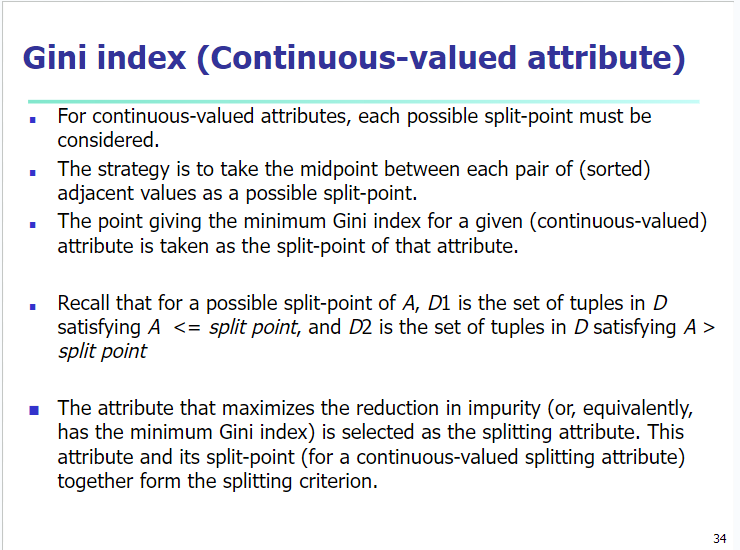 Gini index (Continuous-valued attribute)
▪ For continuous-valued attributes, each possible split-point must be
considered.
▪ The strategy is to take the midpoint between each pair of (sorted)
adjacent values as a possible split-point.
▪ The point giving the minimum Gini index for a given (continuous-valued)
attribute is taken as the split-point of that attribute.
▪ Recall that for a possible split-point of A, D1 is the set of tuples in D
satisfying A <= split point, and D2 is the set of tuples in D satisfying A >
split point
■ The attribute that maximizes the reduction in impurity (or, equivalently,
has the minimum Gini index) is selected as the splitting attribute. This
attribute and its split-point (for a continuous-valued splitting attribute)
together form the splitting criterion.
34